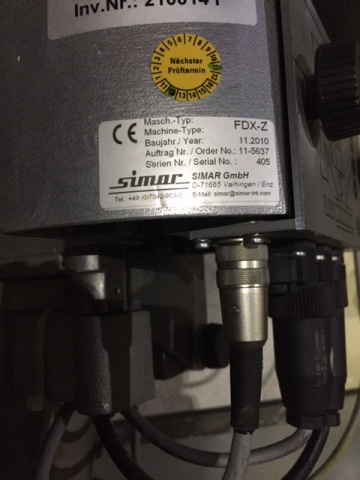 Inv.Nr.: 2100141
Nächster
Prüftermin
CE
Masch.-Typ:
Machine-Type: FDX-Z
Baujahr./ Year: 11.2010
Auftrag Nr. / Order No.: 11-5637
Serien Nr. / Serial No. : 405
simar SIMAR GmbH
D-71665 Vaihingen / Enz
E-Mail: simar@simar-int.com